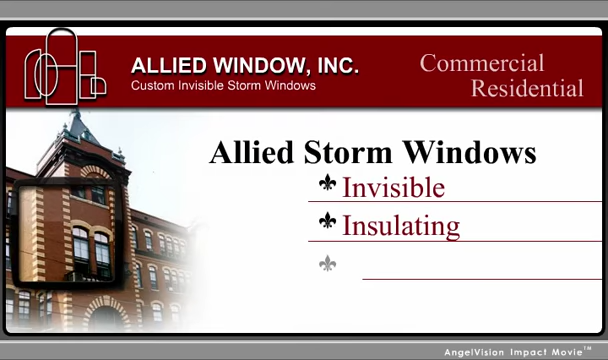 ALLIED WINDOW, INC.
Custom Invisible Storm Windows
Commercial
Residential
Allied Storm Windows
Invisible
Insulating
AngelVision Impact Movie™